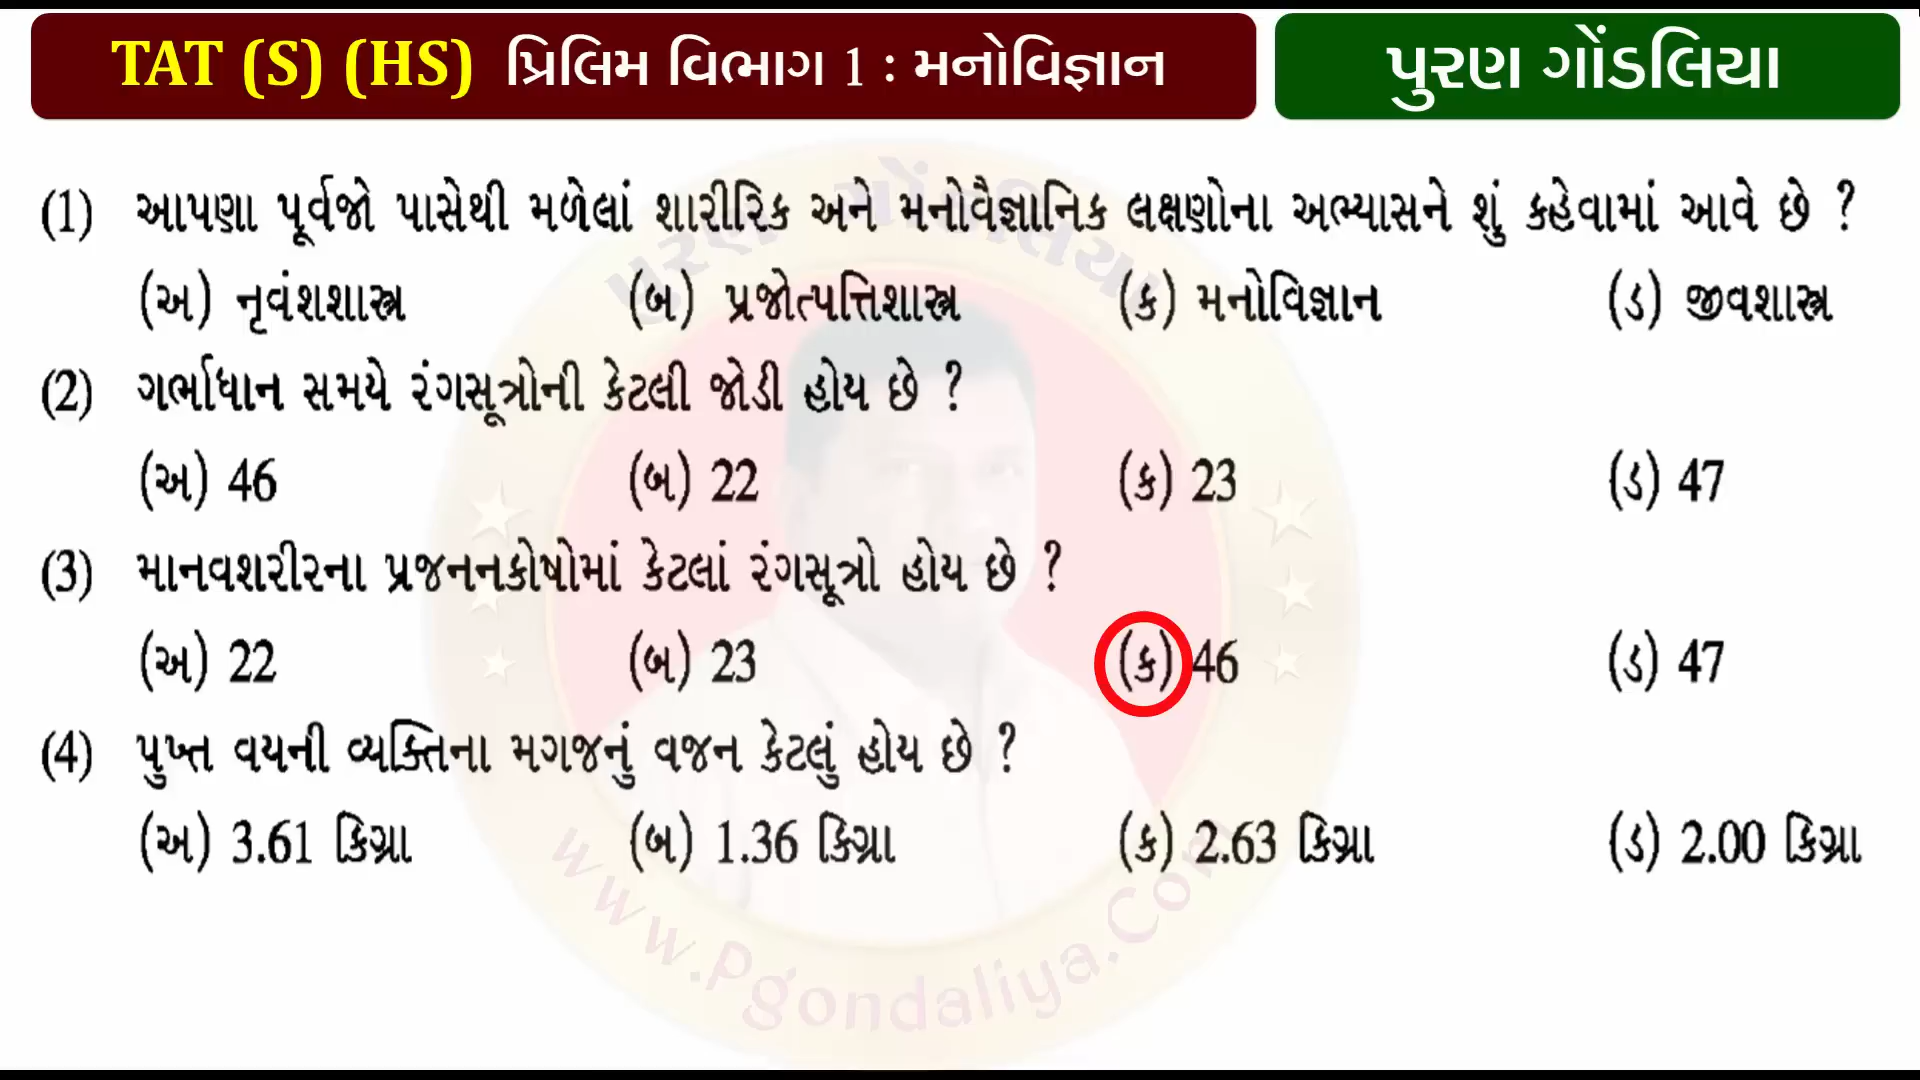 TAT (S) (HS) પ્રિલિમ વિભાગ 1 : મનોવિજ્ઞાન
પુરણ ગોંડલિયા
(1) આપણા પૂર્વજો પાસેથી મળેલાં શારીરિક અને મનોવૈજ્ઞાનિક લક્ષણોના અભ્યાસને શું કહેવામાં આવે છે ?
(અ) નૃવંશશાસ્ત્ર (બ) પ્રજોત્પત્તિશાસ્ત્ર (ક) મનોવિજ્ઞાન (ડ) જીવશાસ્ત્ર
(2) ગર્ભાધાન સમયે રંગસૂત્રોની કેટલી જોડી હોય છે ?
(અ) 46 (બ) 22 (ક) 23 (ડ) 47
(3) માનવશરીરના પ્રજનનકોષોમાં કેટલાં રંગસૂત્રો હોય છે ?
(અ) 22 (બ) 23 (ક) 46 (ડ) 47
(4) પુખ્ત વયની વ્યક્તિના મગજનું વજન કેટલું હોય છે ?
(અ) 3.61 કિગ્રા (બ) 1.36 કિગ્રા (ક) 2.63 કિગ્રા (ડ) 2.00 કિગ્રા
પુરણ ગોંડલિયા
www.Pgondaliya.Com